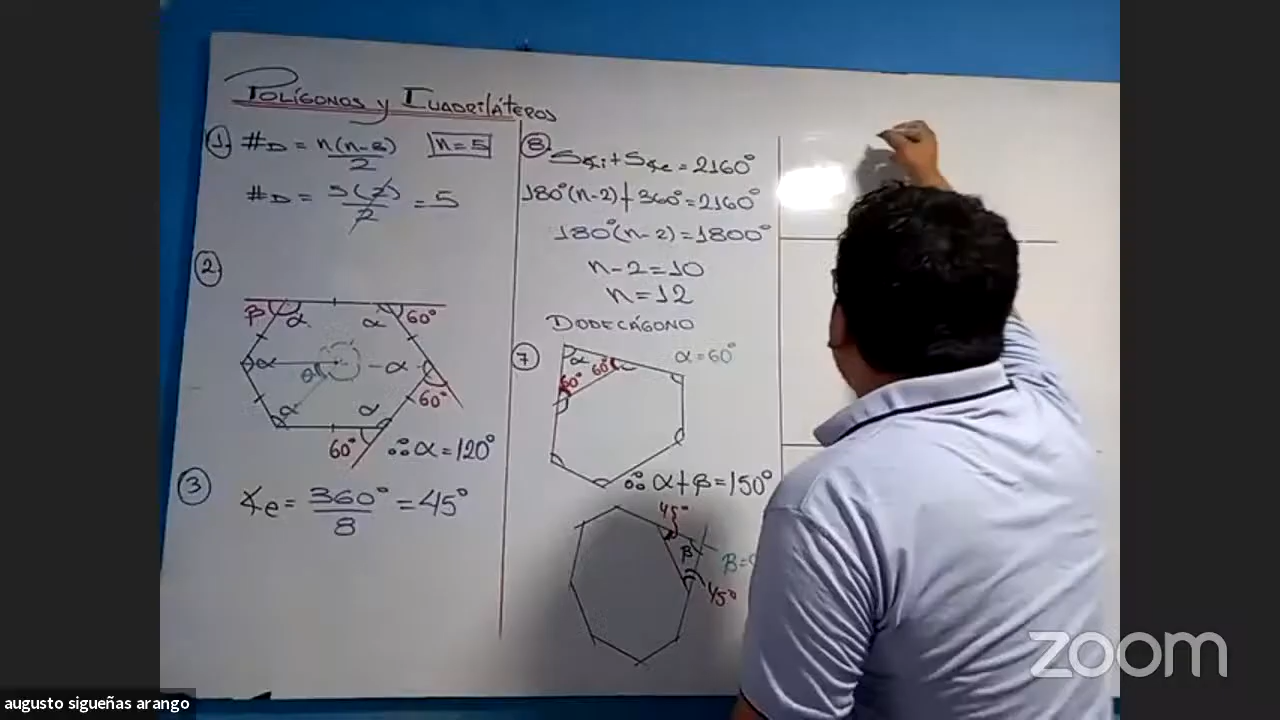 POLÍGONOS y CUADRILÁTEROS
1 #D = n(n-3)/2 n=5
#D = 5(2)/2 = 5
2
β α α 60°
α θ α
α α 60°
60° ∴ α = 120°
3 ∡e = 360°/8 = 45°
8 S∡i + S∡e = 2160°
180°(n-2) + 360° = 2160°
180°(n-2) = 1800°
n-2 = 10
n = 12
DODECÁGONO
7 α α = 60°
60° 60°
∴ α + β = 150°
45°
β β =
45°
zoom
augusto sigueñas arango